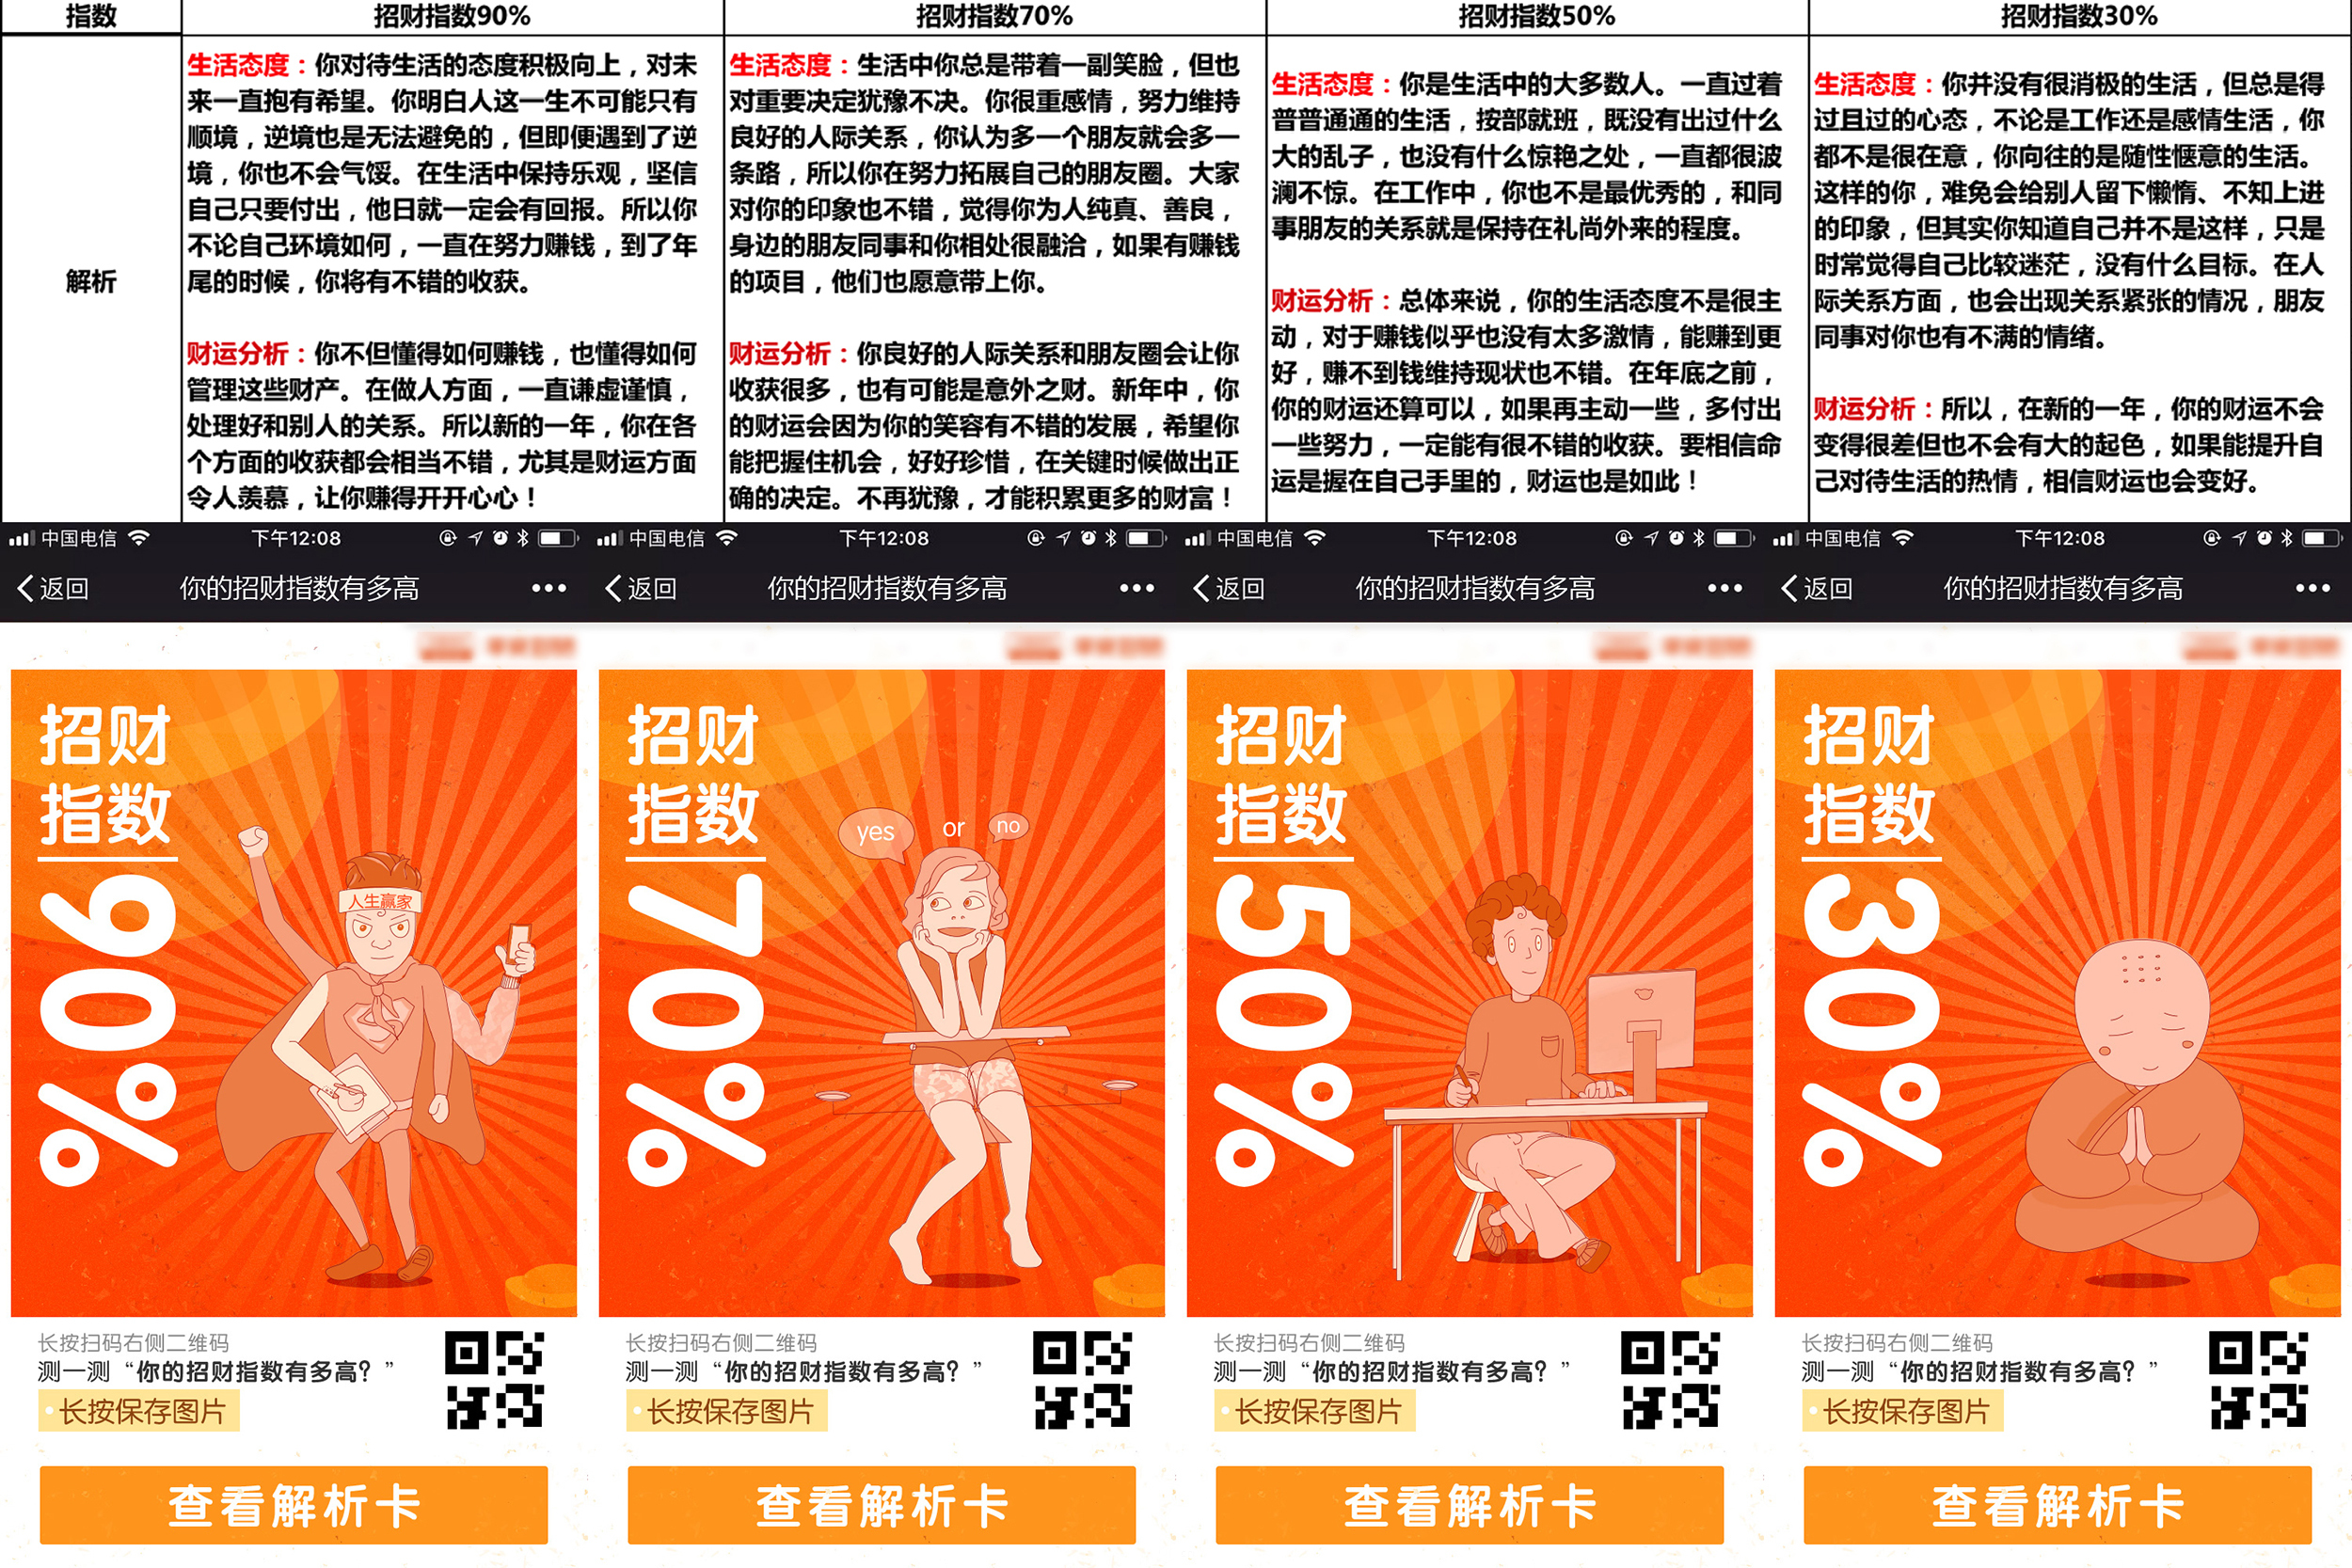 指数
招财指数90%
招财指数70%
招财指数50%
招财指数30%
解析
生活态度：你对待生活的态度积极向上，对未
来一直抱有希望。你明白人这一生不可能只有
顺境，逆境也是无法避免的，但即便遇到了逆
境，你也不会气馁。在生活中保持乐观，坚信
自己只要付出，他日就一定会有回报。所以你
不论自己环境如何，一直在努力赚钱，到了年
尾的时候，你将有不错的收获。
财运分析：你不但懂得如何赚钱，也懂得如何
管理这些财产。在做人方面，一直谦虚谨慎，
处理好和别人的关系。所以新的一年，你在各
个方面的收获都会相当不错，尤其是财运方面
令人羡慕，让你赚得开开心心！
生活态度：生活中你总是带着一副笑脸，但也
对重要决定犹豫不决。你很重感情，努力维持
良好的人际关系，你认为多一个朋友就会多一
条路，所以你在努力拓展自己的朋友圈。大家
对你的印象也不错，觉得你为人纯真、善良，
身边的朋友同事和你相处很融洽，如果有赚钱
的项目，他们也愿意带上你。
财运分析：你良好的人际关系和朋友圈会让你
收获很多，也有可能是意外之财。新年中，你
的财运会因为你的笑容有不错的发展，希望你
能把握住机会，好好珍惜，在关键时候做出正
确的决定。不再犹豫，才能积累更多的财富！
生活态度：你是生活中的大多数人。一直过着
普普通通的生活，按部就班，既没有出过什么
大的乱子，也没有什么惊艳之处，一直都很波
澜不惊。在工作中，你也不是最优秀的，和同
事朋友的关系就是保持在礼尚外来的程度。
财运分析：总体来说，你的生活态度不是很主
动，对于赚钱似乎也没有太多激情，能赚到更
好，赚不到钱维持现状也不错。在年底之前，
你的财运还算可以，如果再主动一些，多付出
一些努力，一定能有很不错的收获。要相信命
运是握在自己手里的，财运也是如此！
生活态度：你并没有很消极的生活，但总是得
过且过的心态，不论是工作还是感情生活，你
都不是很在意，你向往的是随性惬意的生活。
这样的你，难免会给别人留下懒惰、不知上进
的印象，但其实你知道自己并不是这样，只是
时常觉得自己比较迷茫，没有什么目标。在人
际关系方面，也会出现关系紧张的情况，朋友
同事对你也有不满的情绪。
财运分析：所以，在新的一年，你的财运不会
变得很差但也不会有大的起色，如果能提升自
己对待生活的热情，相信财运也会变好。
中国电信
下午12:08
返回
你的招财指数有多高
招财
指数
90%
人生赢家
长按扫码右侧二维码
测一测“你的招财指数有多高？”
长按保存图片
查看解析卡
中国电信
下午12:08
返回
你的招财指数有多高
招财
指数
70%
yes or no
长按扫码右侧二维码
测一测“你的招财指数有多高？”
长按保存图片
查看解析卡
中国电信
下午12:08
返回
你的招财指数有多高
招财
指数
50%
长按扫码右侧二维码
测一测“你的招财指数有多高？”
长按保存图片
查看解析卡
中国电信
下午12:08
返回
你的招财指数有多高
招财
指数
30%
长按扫码右侧二维码
测一测“你的招财指数有多高？”
长按保存图片
查看解析卡